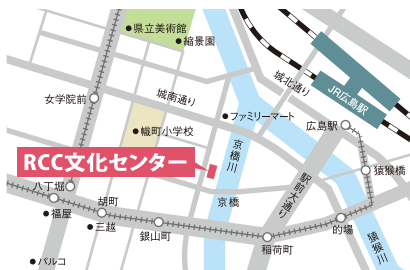 県立美術館
縮景園
城北通り
JR広島駅
城南通り
女学院前
ファミリーマート
広島駅
幟町小学校
京橋川
RCC文化センター
猿猴橋
八丁堀
駅前大通り
胡町
京橋
福屋
三越
銀山町
的場
稲荷町
猿猴川
パルコ